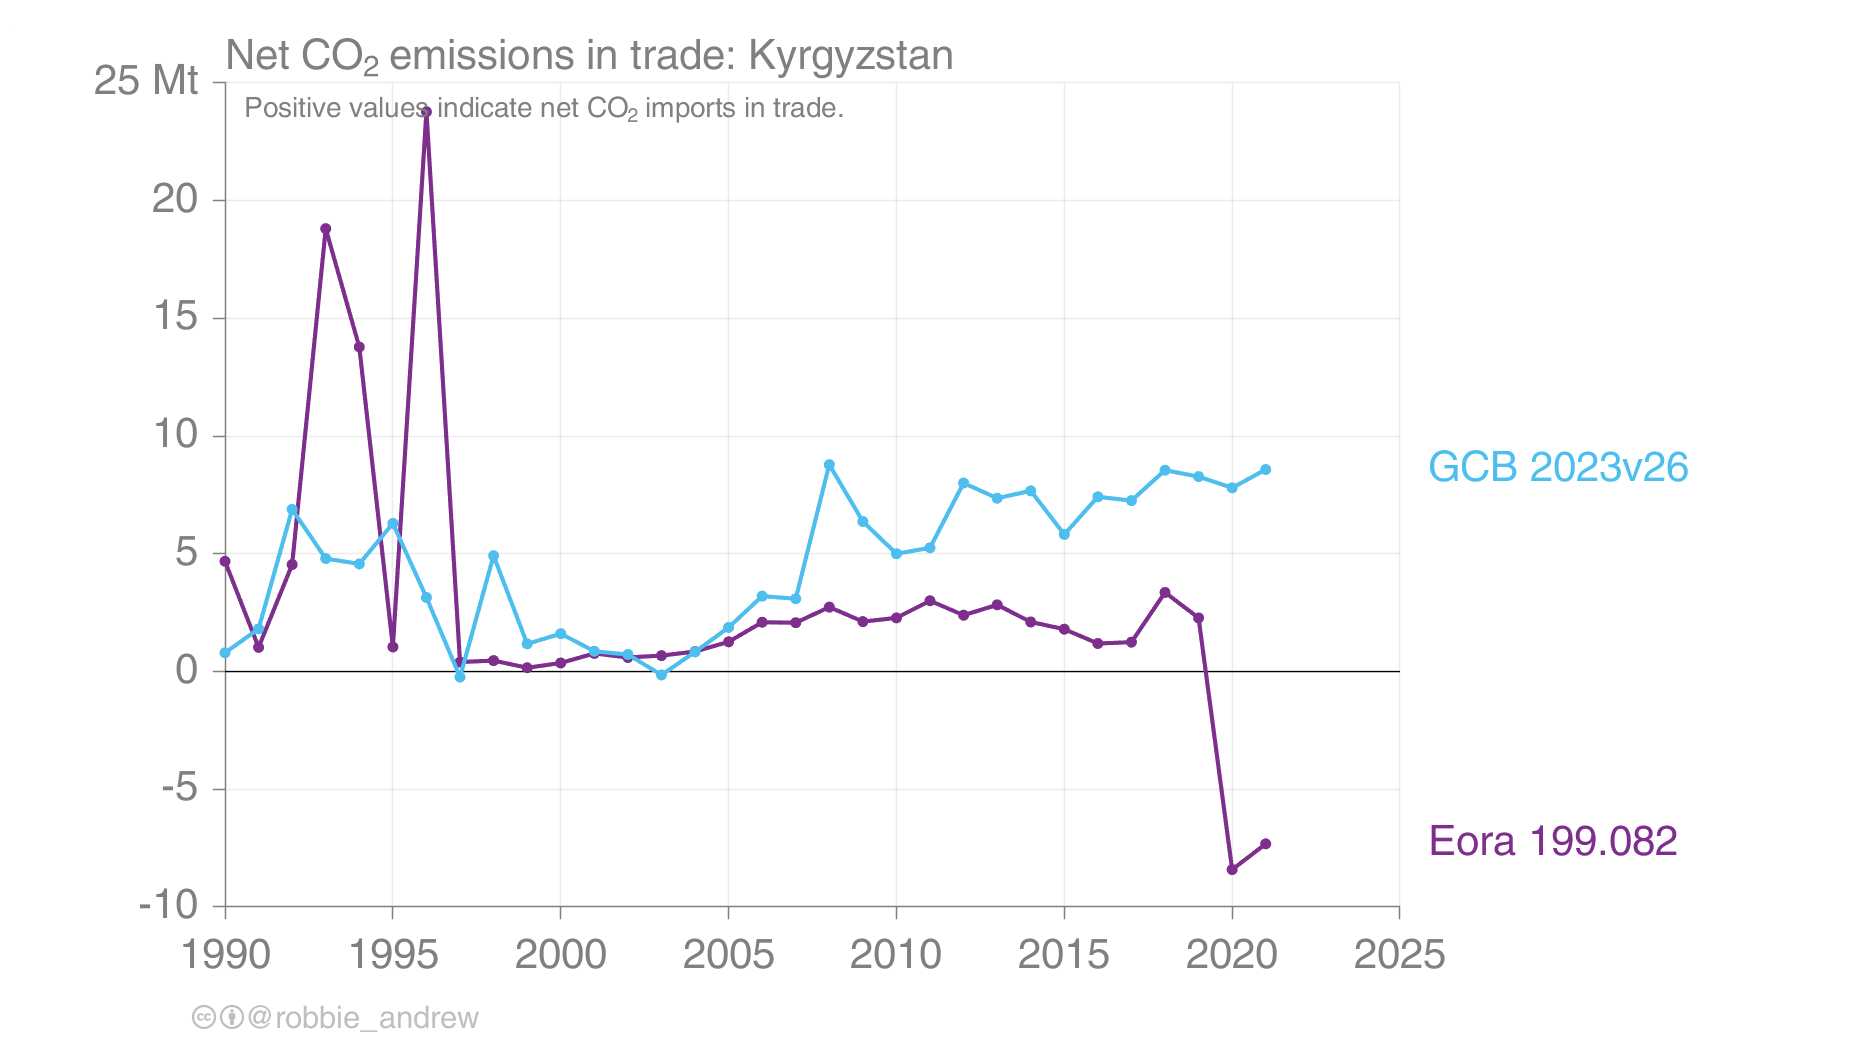 Net CO₂ emissions in trade: Kyrgyzstan
25 Mt
Positive values indicate net CO₂ imports in trade.
20
15
10
GCB 2023v26
5
0
-5
Eora 199.082
-10
1990 1995 2000 2005 2010 2015 2020 2025
@robbie_andrew